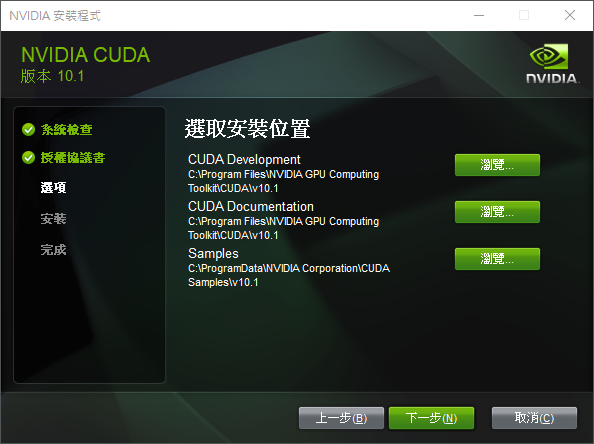 NVIDIA 安裝程式
NVIDIA CUDA
版本 10.1
NVIDIA.
系統檢查
授權協議書
選項
安裝
完成
選取安裝位置
CUDA Development
C:\Program Files\NVIDIA GPU Computing
Toolkit\CUDA\v10.1
瀏覽...
CUDA Documentation
C:\Program Files\NVIDIA GPU Computing
Toolkit\CUDA\v10.1
瀏覽...
Samples
C:\ProgramData\NVIDIA Corporation\CUDA
Samples\v10.1
瀏覽...
上一步(B)
下一步(N)
取消(C)